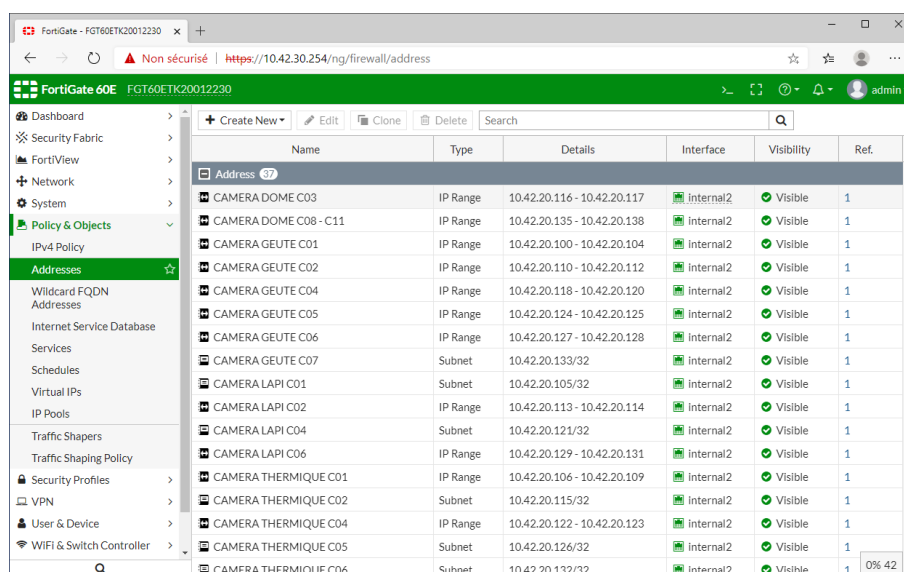 FortiGate - FGT60ETK20012230
Non sécurisé | https://10.42.30.254/ng/firewall/address
FortiGate 60E FGT60ETK20012230
admin
Dashboard
Security Fabric
FortiView
Network
System
Policy & Objects
IPv4 Policy
Addresses
Wildcard FQDN
Addresses
Internet Service Database
Services
Schedules
Virtual IPs
IP Pools
Traffic Shapers
Traffic Shaping Policy
Security Profiles
VPN
User & Device
WiFi & Switch Controller
+ Create New Edit Clone Delete Search
Name Type Details Interface Visibility Ref.
Address 37
CAMERA DOME C03 IP Range 10.42.20.116 - 10.42.20.117 internal2 Visible 1
CAMERA DOME C08 - C11 IP Range 10.42.20.135 - 10.42.20.138 internal2 Visible 1
CAMERA GEUTE C01 IP Range 10.42.20.100 - 10.42.20.104 internal2 Visible 1
CAMERA GEUTE C02 IP Range 10.42.20.110 - 10.42.20.112 internal2 Visible 1
CAMERA GEUTE C04 IP Range 10.42.20.118 - 10.42.20.120 internal2 Visible 1
CAMERA GEUTE C05 IP Range 10.42.20.124 - 10.42.20.125 internal2 Visible 1
CAMERA GEUTE C06 IP Range 10.42.20.127 - 10.42.20.128 internal2 Visible 1
CAMERA GEUTE C07 Subnet 10.42.20.133/32 internal2 Visible 1
CAMERA LAPI C01 Subnet 10.42.20.105/32 internal2 Visible 1
CAMERA LAPI C02 IP Range 10.42.20.113 - 10.42.20.114 internal2 Visible 1
CAMERA LAPI C04 Subnet 10.42.20.121/32 internal2 Visible 1
CAMERA LAPI C06 IP Range 10.42.20.129 - 10.42.20.131 internal2 Visible 1
CAMERA THERMIQUE C01 IP Range 10.42.20.106 - 10.42.20.109 internal2 Visible 1
CAMERA THERMIQUE C02 Subnet 10.42.20.115/32 internal2 Visible 1
CAMERA THERMIQUE C04 IP Range 10.42.20.122 - 10.42.20.123 internal2 Visible 1
CAMERA THERMIQUE C05 Subnet 10.42.20.126/32 internal2 Visible 1
CAMERA THERMIQUE C06 Subnet 10.42.20.132/32 internal2 Visible 1
0% 42